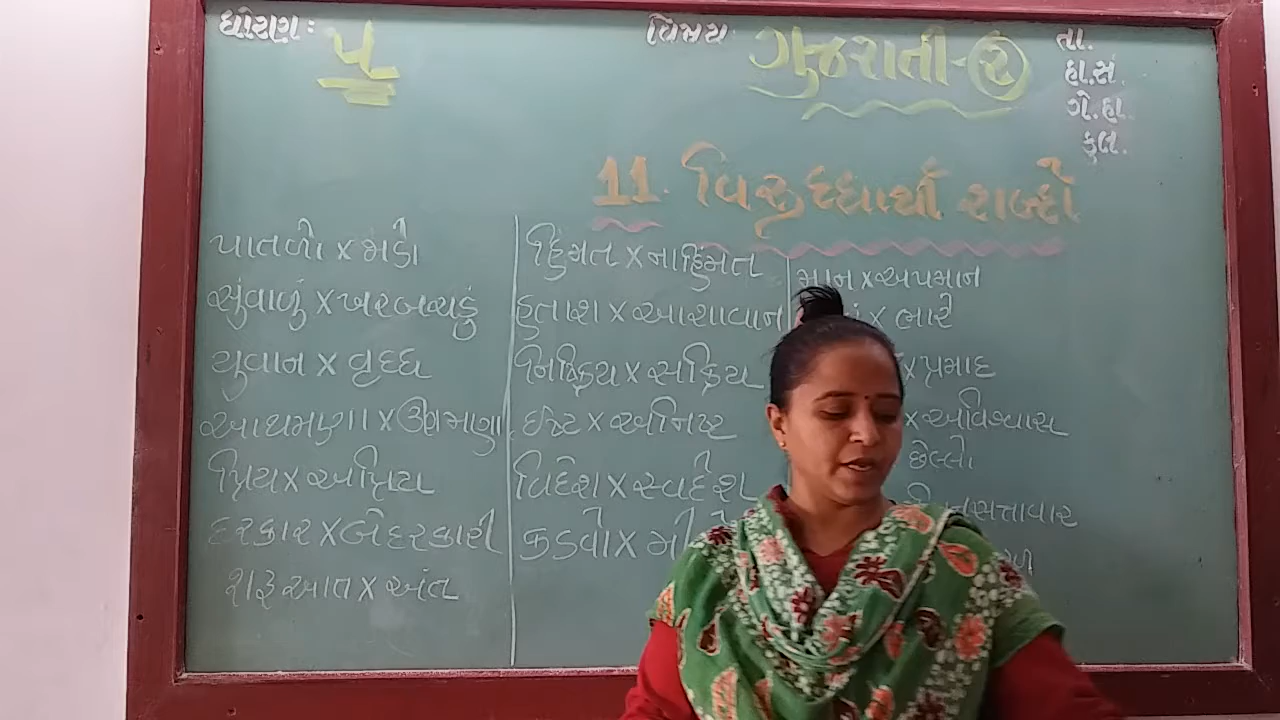 ધોરણ: ૫
વિષય: ગુજરાતી-૨
તા.
હા.સં.
ગે.હા.
કુલ.
11. વિરુદ્ધાર્થી શબ્દો
પાતળો x જાડો
સુંવાળું x ખરબચડું
યુવાન x વૃદ્ધ
આથમણા x ઉગમણા
પ્રિય x અપ્રિય
દરકાર x બેદરકારી
શરૂઆત x અંત
હિંમત x નાહિંમત
હતાશ x આશાવાન
નિષ્ક્રિય x સક્રિય
ઇષ્ટ x અનિષ્ટ
વિદેશ x સ્વદેશ
કડવો x
માન x અપમાન
x ભારે
x પ્રમાદ
x અવિશ્વાસ
છેલ્લો